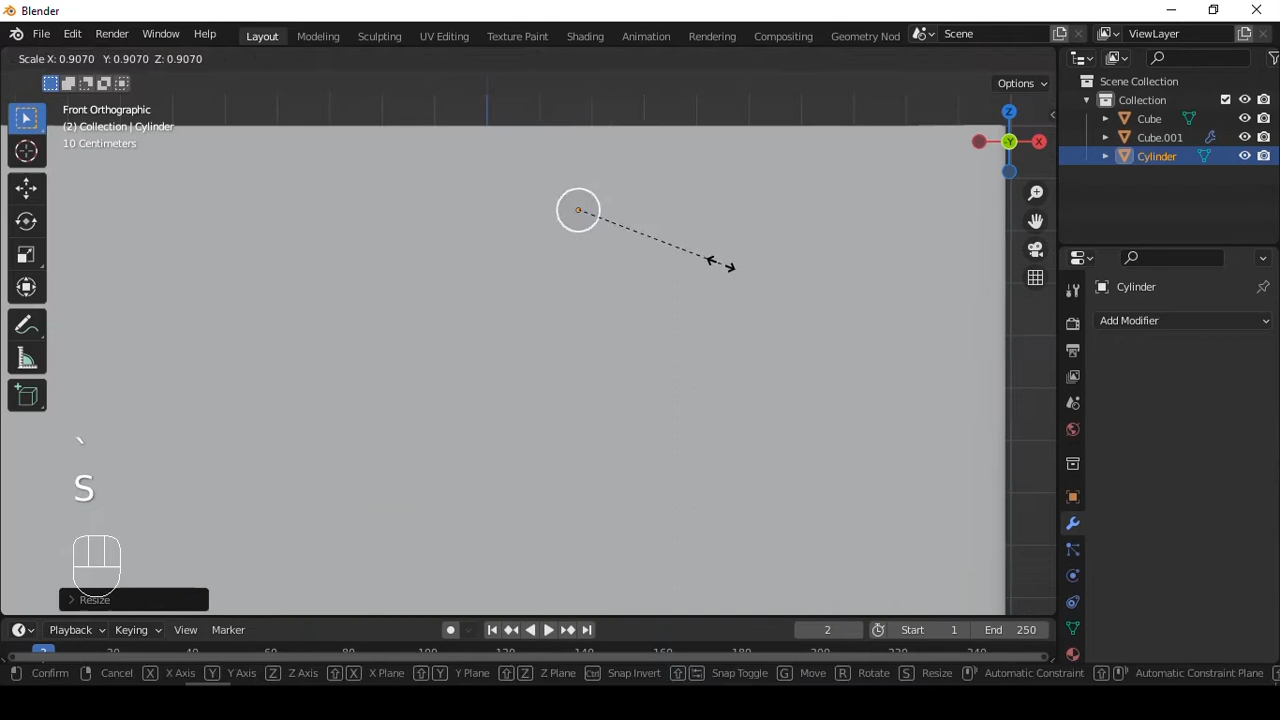 Blender
File Edit Render Window Help
Layout Modeling Sculpting UV Editing Texture Paint Shading Animation Rendering Compositing Geometry Nod
Scene
ViewLayer
Scale X: 0.9070 Y: 0.9070 Z: 0.9070
Options
Front Orthographic
(2) Collection | Cylinder
10 Centimeters
Z
Y
X
Scene Collection
Collection
Cube
Cube.001
Cylinder
Cylinder
Add Modifier
`
S
Resize
Playback Keying View Marker
2
Start 1
End 250
2 20 40 60 80 100 120 140 160 180 200 220 240
Confirm Cancel X X Axis Y Y Axis Z Z Axis X X Plane Y Y Plane Z Z Plane Ctrl Snap Invert Snap Toggle G Move R Rotate S Resize Automatic Constraint Automatic Constraint Plane